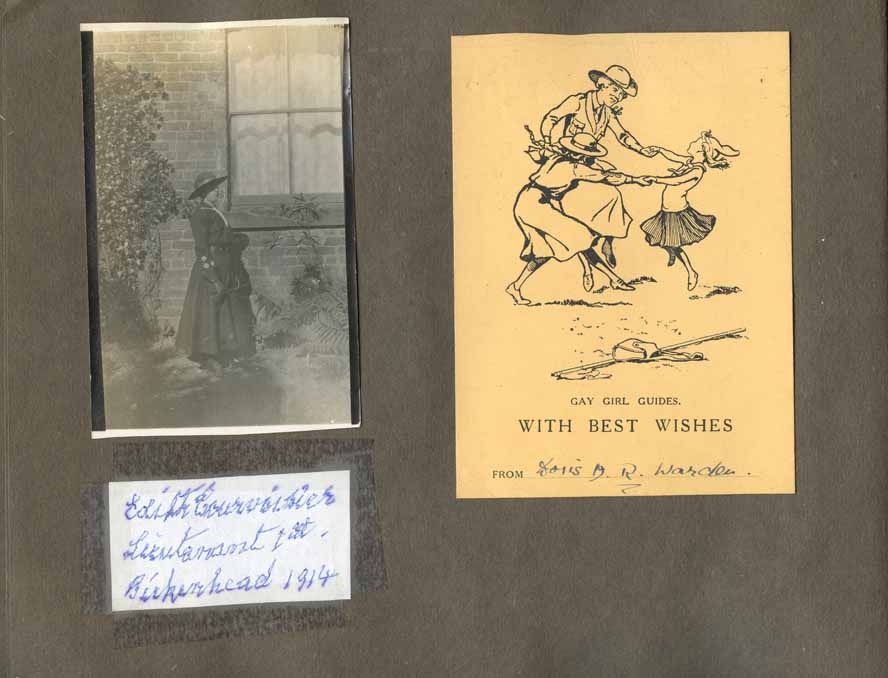 Edith Courvoisier
Lieutenant 1st.
Birkenhead 1914
GAY GIRL GUIDES.
WITH BEST WISHES
FROM Doris M. R. Warden.